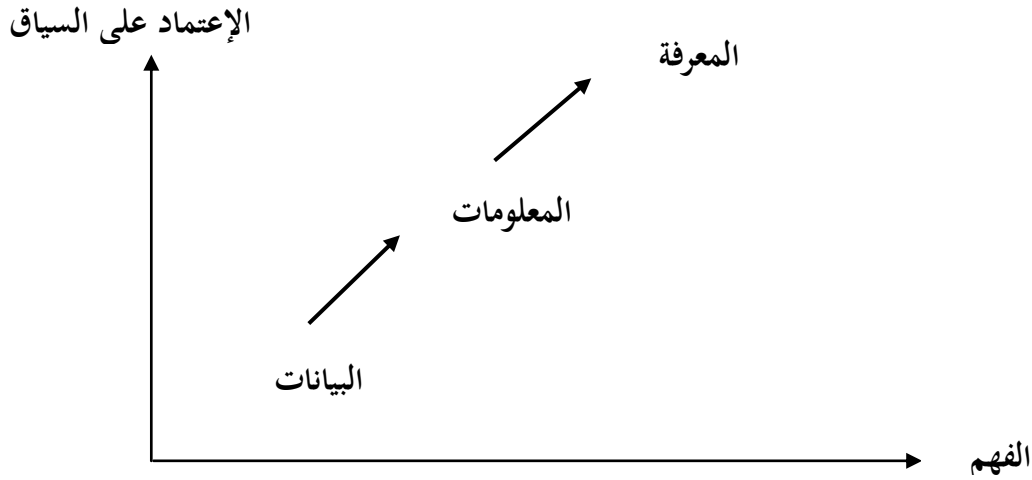 الإعتماد على السياق
المعرفة
المعلومات
البيانات
الفهم